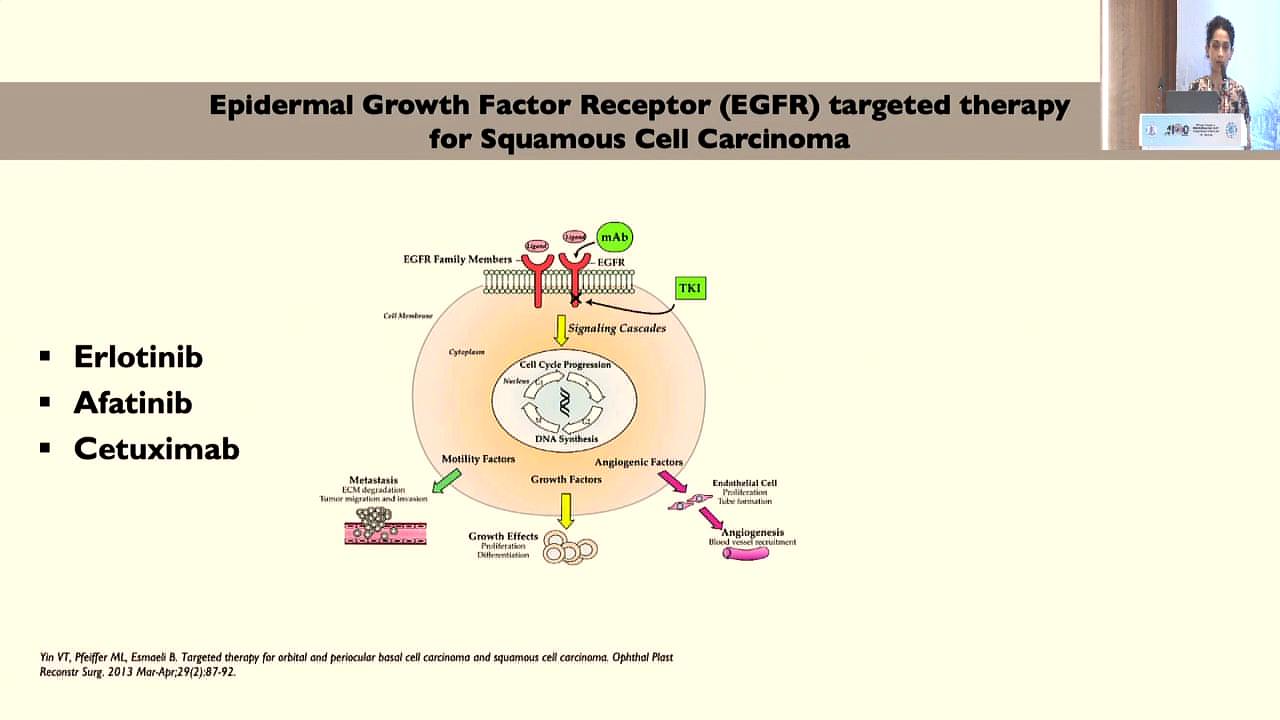 Epidermal Growth Factor Receptor (EGFR) targeted therapy
for Squamous Cell Carcinoma
▪ Erlotinib
▪ Afatinib
▪ Cetuximab
Ligand
Ligand
mAb
EGFR Family Members
EGFR
TKI
Cell Membrane
Signaling Cascades
Cytoplasm
Cell Cycle Progression
Nucleus
G1
S
M
G2
DNA Synthesis
Motility Factors
Angiogenic Factors
Growth Factors
Metastasis
ECM degradation
Tumor migration and invasion
Endothelial Cell
Proliferation
Tube formation
Growth Effects
Proliferation
Differentiation
Angiogenesis
Blood vessel recruitment
Yin VT, Pfeiffer ML, Esmaeli B. Targeted therapy for orbital and periocular basal cell carcinoma and squamous cell carcinoma. Ophthal Plast
Reconstr Surg. 2013 Mar-Apr;29(2):87-92.